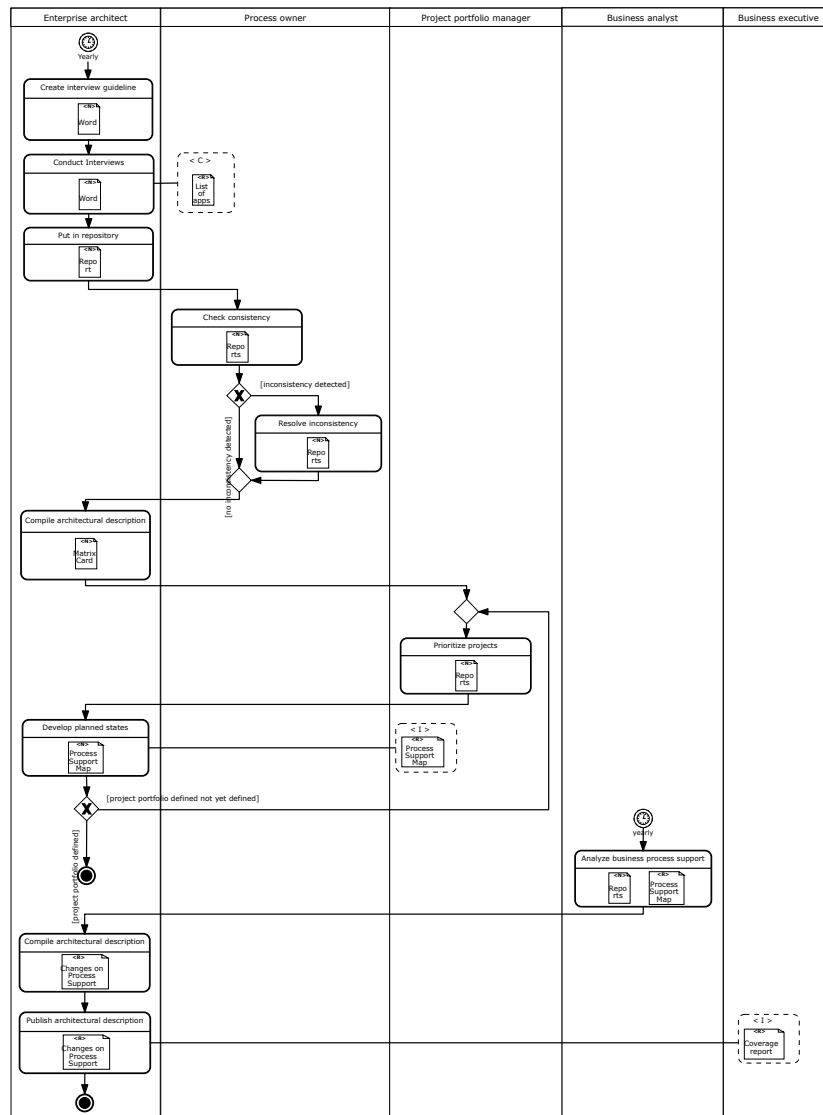 Enterprise architect
Process owner
Project portfolio manager
Business analyst
Business executive
Yearly
Create interview guideline
<N>
Word
Conduct Interviews
<N>
Word
< C >
<R>
List
of
apps
Put in repository
<N>
Repo
rt
Check consistency
<N>
Repo
rts
[inconsistency detected]
X
Resolve inconsistency
<N>
Repo
rts
[no inconsistency detected]
Compile architectural description
<N>
Matrix
Card
Prioritize projects
<N>
Repo
rts
Develop planned states
<N>
Process
Support
Map
< I >
<R>
Process
Support
Map
[project portfolio defined not yet defined]
X
[project portfolio defined]
yearly
Analyze business process support
<N>
Repo
rts
<R>
Process
Support
Map
Compile architectural description
<R>
Changes on
Process
Support
Publish architectural description
Changes on
Process
Support
< I >
<R>
Coverage
report